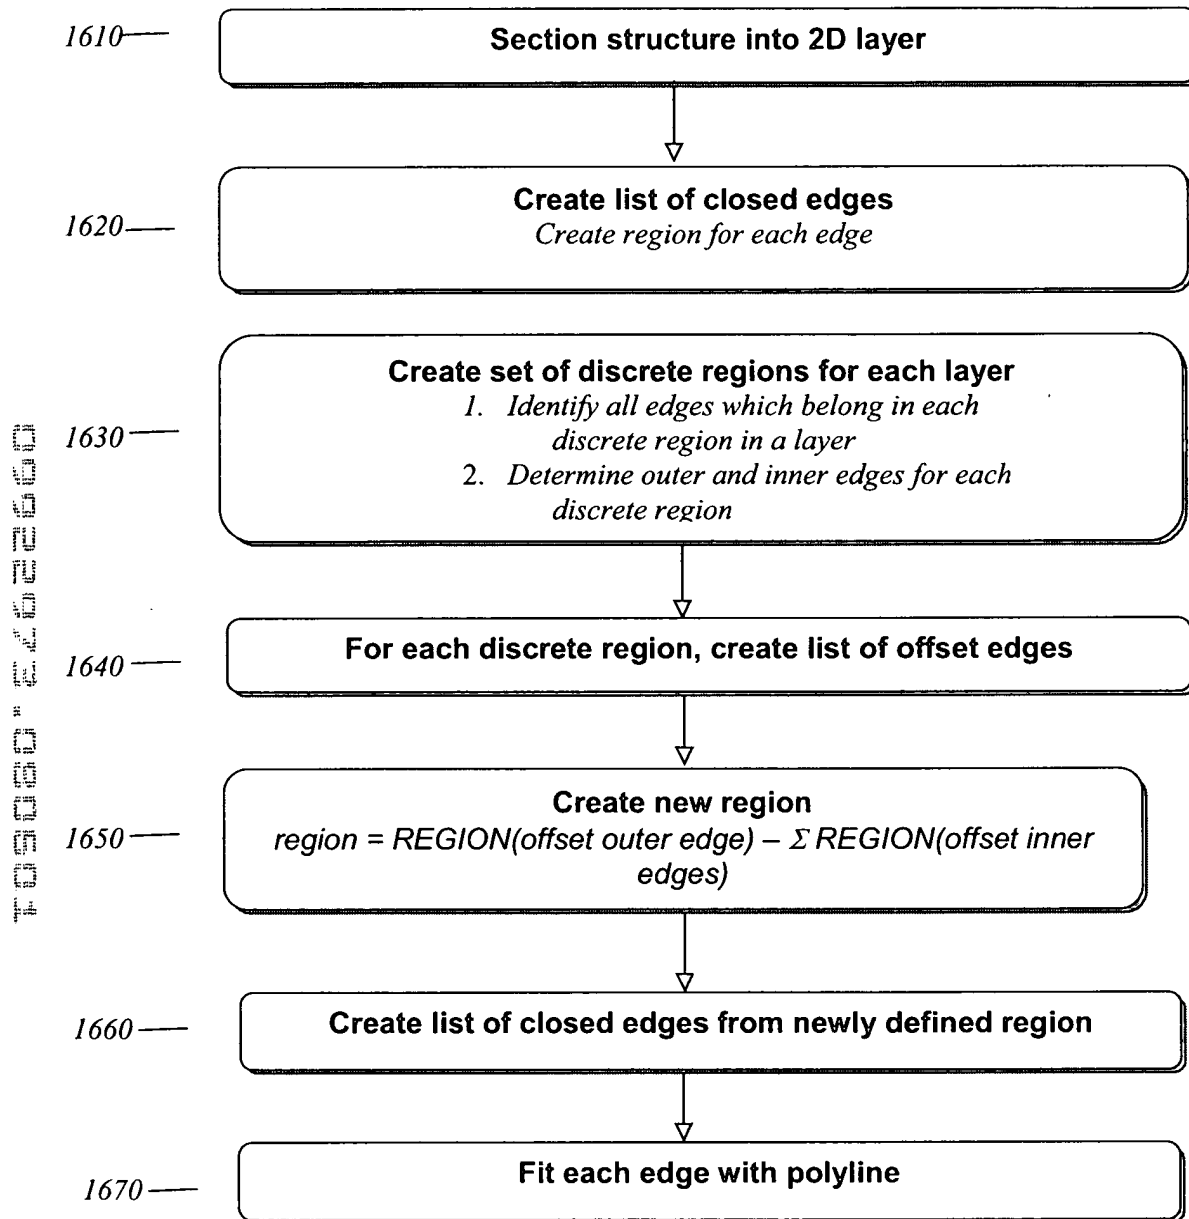 1610
Section structure into 2D layer
1620
Create list of closed edges
Create region for each edge
1630
Create set of discrete regions for each layer
1. Identify all edges which belong in each
discrete region in a layer
2. Determine outer and inner edges for each
discrete region
1640
For each discrete region, create list of offset edges
1650
Create new region
region = REGION(offset outer edge) – Σ REGION(offset inner
edges)
1660
Create list of closed edges from newly defined region
1670
Fit each edge with polyline